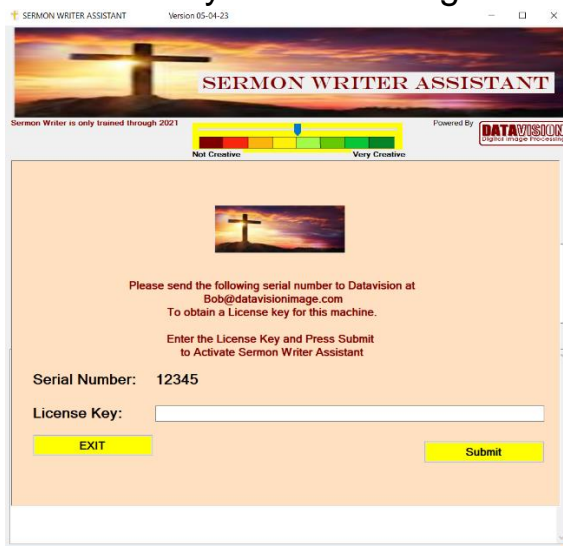 SERMON WRITER ASSISTANT Version 05-04-23
SERMON WRITER ASSISTANT
Sermon Writer is only trained through 2021
Powered By
DATAVISION
Digital Image Processing
Not Creative Very Creative
Please send the following serial number to Datavision at
Bob@datavisionimage.com
To obtain a License key for this machine.
Enter the License Key and Press Submit
to Activate Sermon Writer Assistant
Serial Number: 12345
License Key:
EXIT
Submit